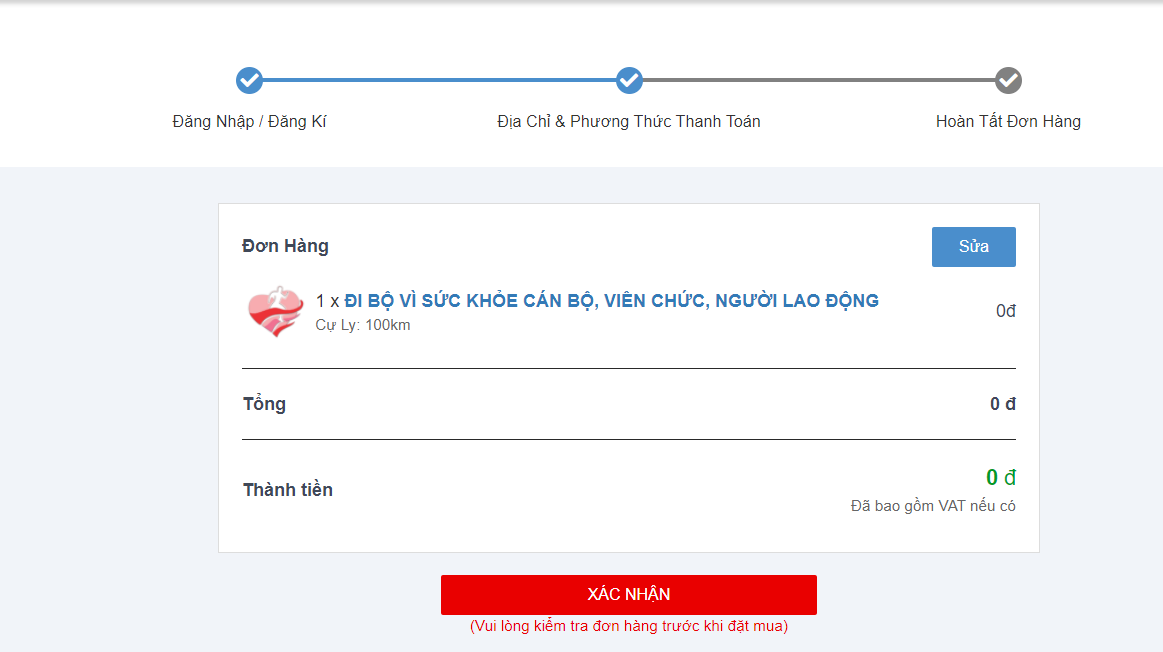 Đăng Nhập / Đăng Kí
Địa Chỉ & Phương Thức Thanh Toán
Hoàn Tất Đơn Hàng
Đơn Hàng
Sửa
1 x ĐI BỘ VÌ SỨC KHỎE CÁN BỘ, VIÊN CHỨC, NGƯỜI LAO ĐỘNG
0đ
Cự Ly: 100km
Tổng
0 đ
Thành tiền
0 đ
Đã bao gồm VAT nếu có
XÁC NHẬN
(Vui lòng kiểm tra đơn hàng trước khi đặt mua)